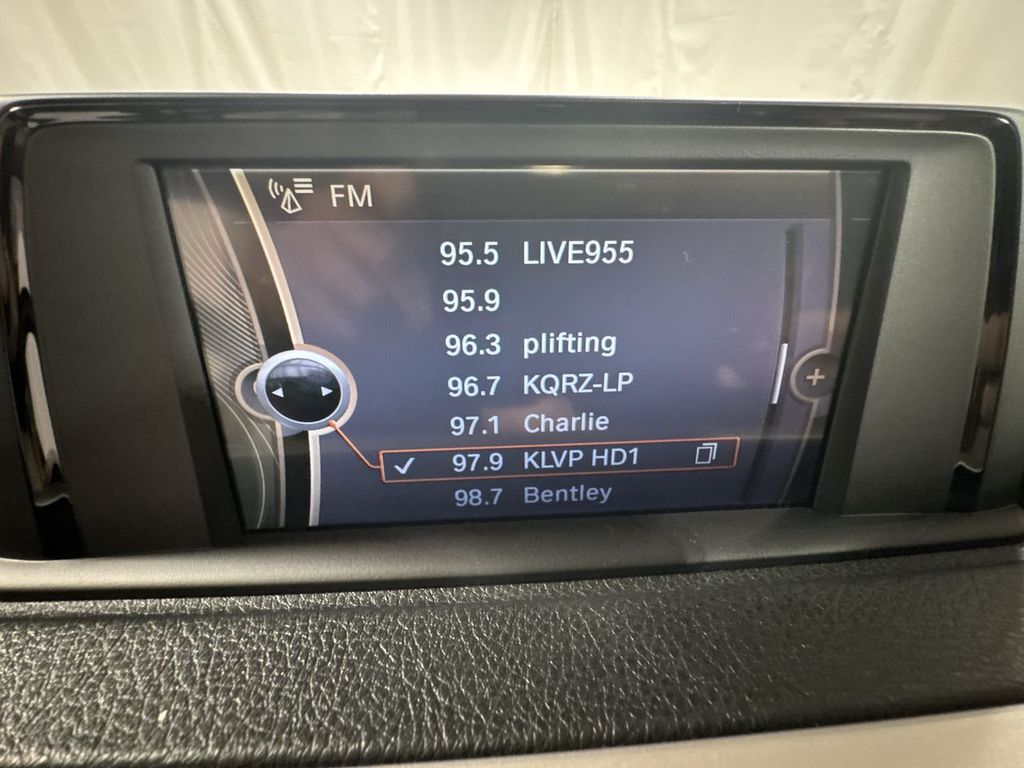 FM
95.5 LIVE955
95.9
96.3 plifting
96.7 KQRZ-LP
97.1 Charlie
97.9 KLVP HD1
98.7 Bentley